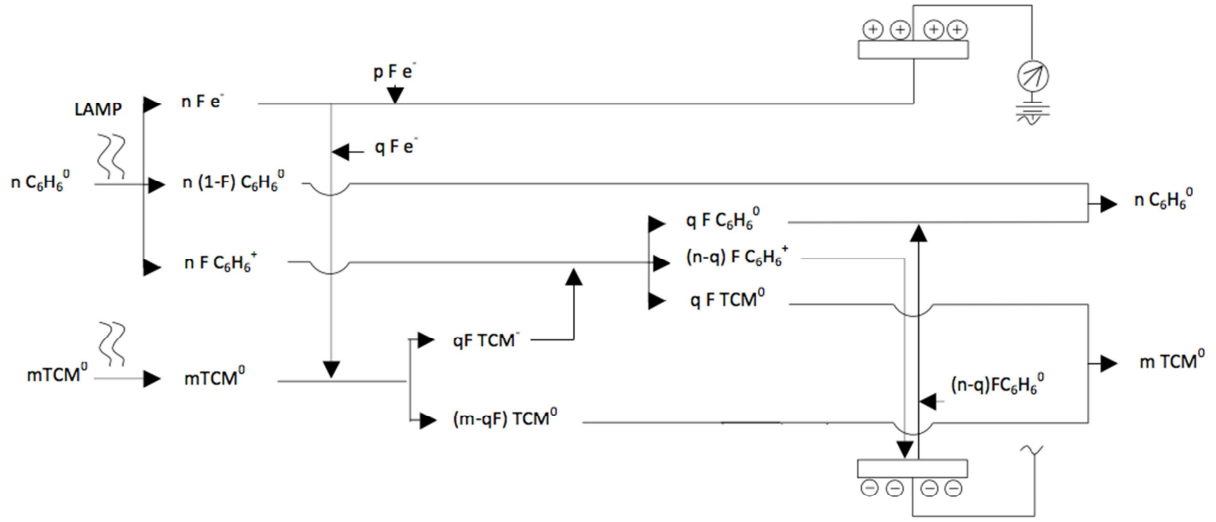 p F e⁻
LAMP
n F e⁻
q F e⁻
n C₆H₆⁰
n (1-F) C₆H₆⁰
n C₆H₆⁰
q F C₆H₆⁰
n F C₆H₆⁺
(n-q) F C₆H₆⁺
q F TCM⁰
qF TCM⁻
mTCM⁰
mTCM⁰
m TCM⁰
(n-q)FC₆H₆⁰
(m-qF) TCM⁰